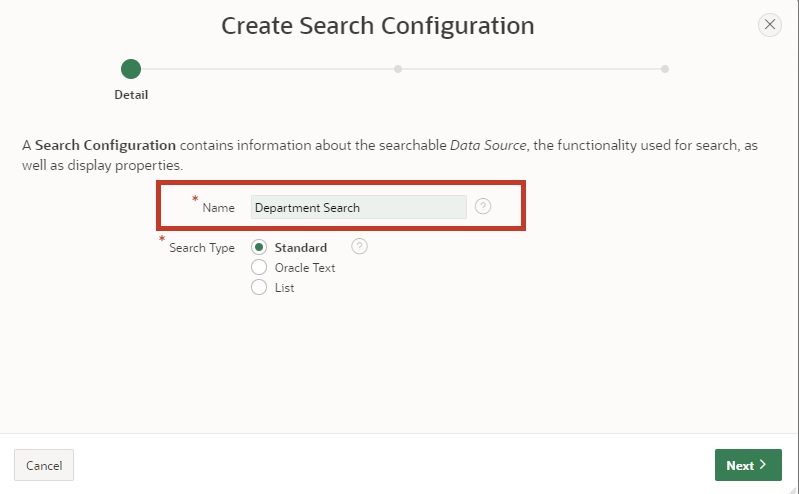 Create Search Configuration
Detail
A Search Configuration contains information about the searchable Data Source, the functionality used for search, as
well as display properties.
* Name Department Search ?
* Search Type Standard ?
Oracle Text
List
Cancel
Next >